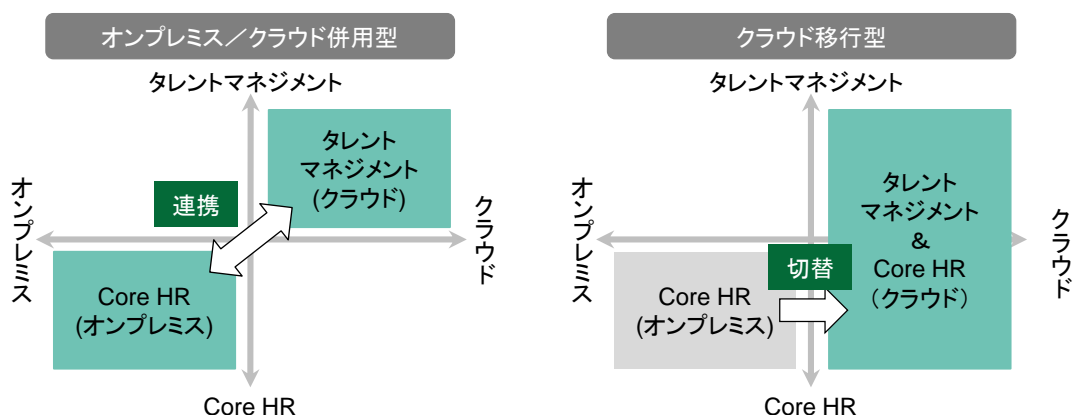 オンプレミス／クラウド併用型
タレントマネジメント
タレント
マネジメント
(クラウド)
連携
オンプレミス
クラウド
Core HR
(オンプレミス)
Core HR
クラウド移行型
タレントマネジメント
タレント
マネジメント
&
Core HR
（クラウド）
オンプレミス
クラウド
切替
Core HR
(オンプレミス)
Core HR